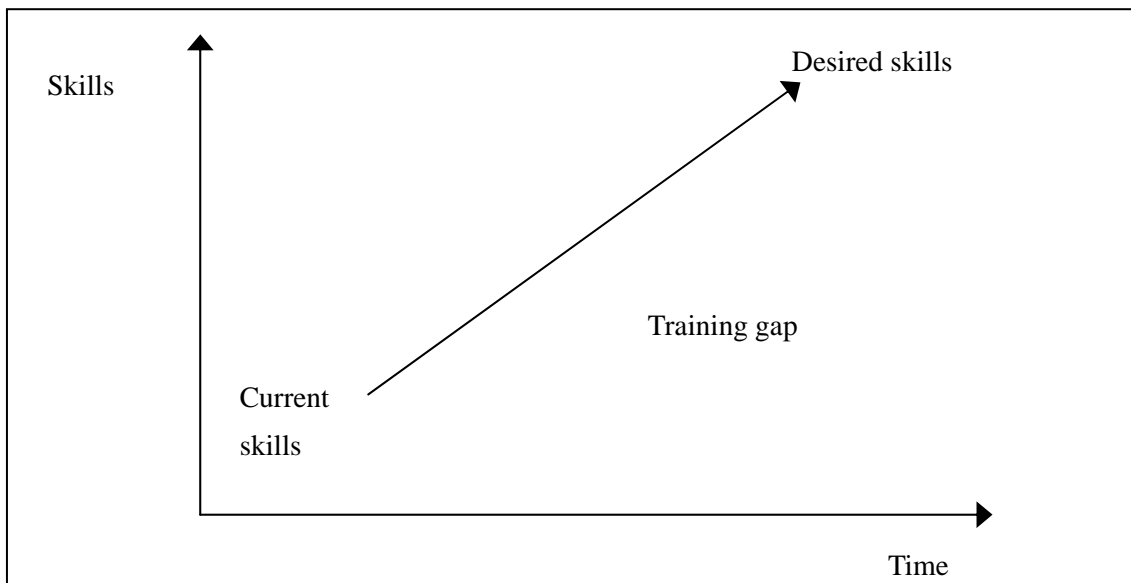 Desired skills
Skills
Training gap
Current
skills
Time